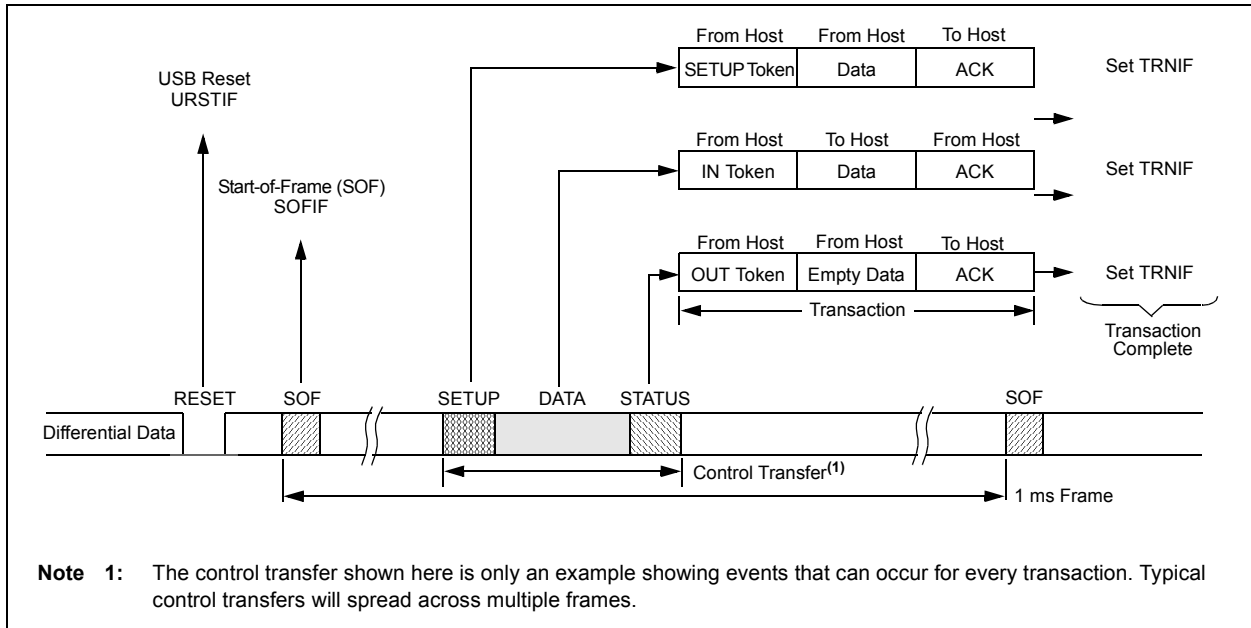 From Host From Host To Host
SETUP Token Data ACK Set TRNIF
USB Reset
URSTIF
From Host To Host From Host
IN Token Data ACK Set TRNIF
Start-of-Frame (SOF)
SOFIF
From Host From Host To Host
OUT Token Empty Data ACK Set TRNIF
Transaction
Transaction
Complete
RESET SOF SETUP DATA STATUS SOF
Differential Data
Control Transfer(1)
1 ms Frame
Note 1: The control transfer shown here is only an example showing events that can occur for every transaction. Typical
control transfers will spread across multiple frames.